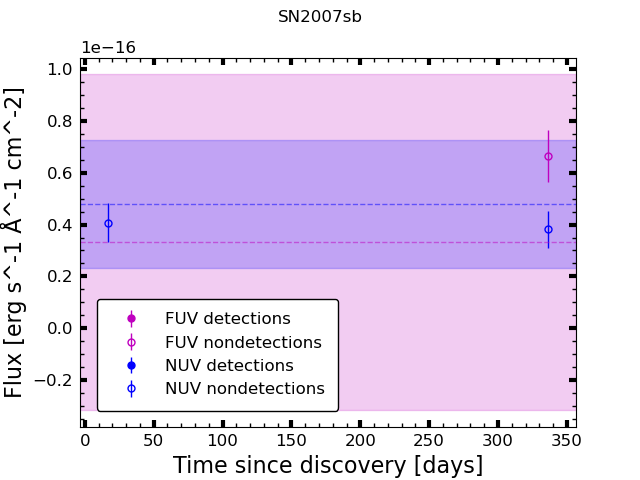 SN2007sb
1e−16
1.0
0.8
0.6
0.4
0.2
0.0
−0.2
Flux [erg s^-1 Å^-1 cm^-2]
FUV detections
FUV nondetections
NUV detections
NUV nondetections
0 50 100 150 200 250 300 350
Time since discovery [days]